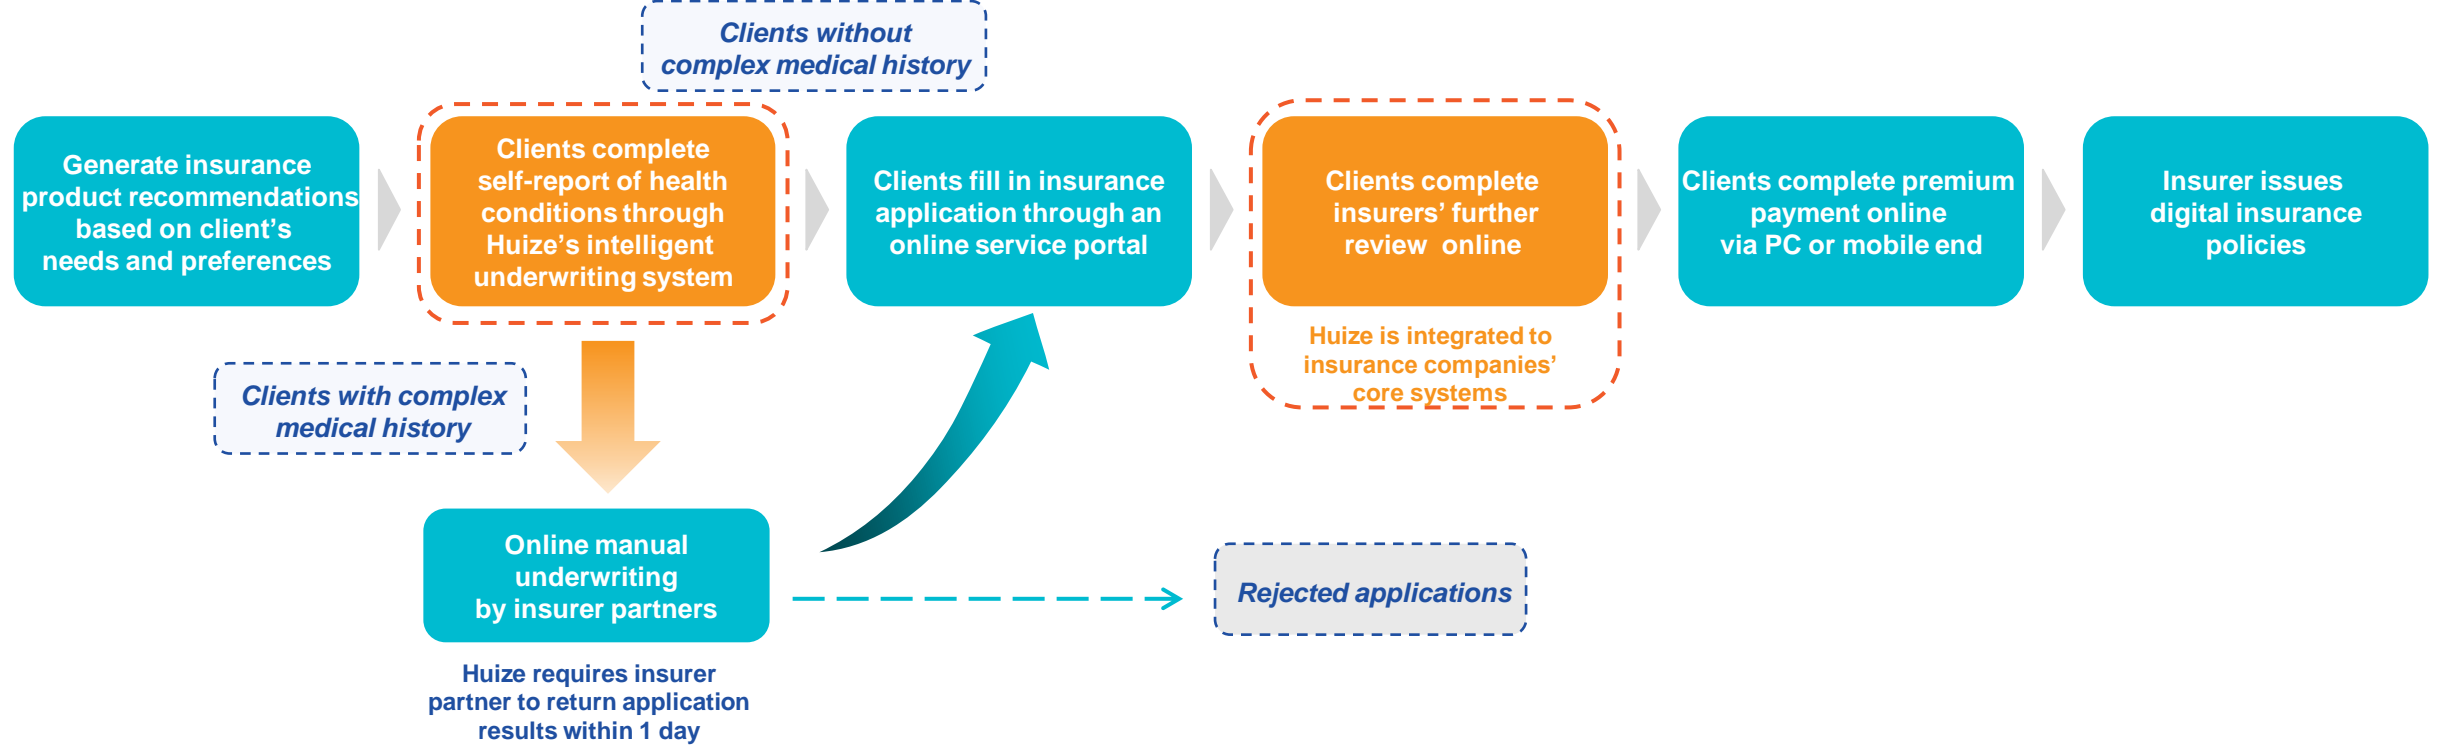 Clients without
complex medical history
Generate insurance
product recommendations
based on client's
needs and preferences
Clients complete
self-report of health
conditions through
Huize's intelligent
underwriting system
Clients fill in insurance
application through an
online service portal
Clients complete
insurers' further
review online
Huize is integrated to
insurance companies'
core systems
Clients complete premium
payment online
via PC or mobile end
Insurer issues
digital insurance
policies
Clients with complex
medical history
Online manual
underwriting
by insurer partners
Huize requires insurer
partner to return application
results within 1 day
Rejected applications